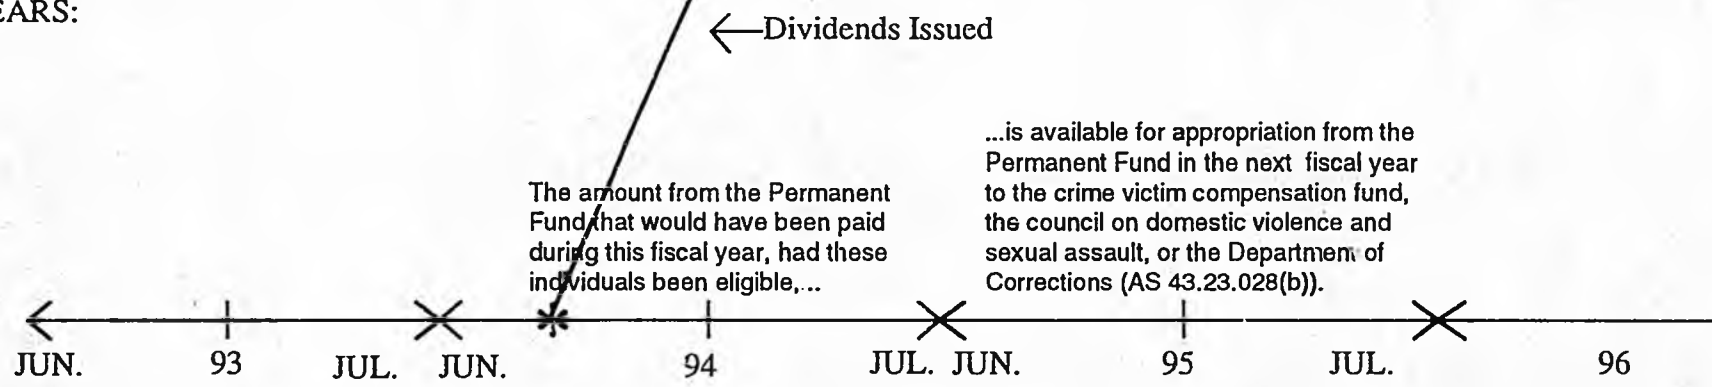 EARS:
Dividends Issued
...is available for appropriation from the
Permanent Fund in the next fiscal year
to the crime victim compensation fund,
the council on domestic violence and
sexual assault, or the Department of
Corrections (AS 43.23.028(b)).
The amount from the Permanent
Fund that would have been paid
during this fiscal year, had these
individuals been eligible,...
JUN. 93 JUL. JUN. 94 JUL. JUN. 95 JUL. 96